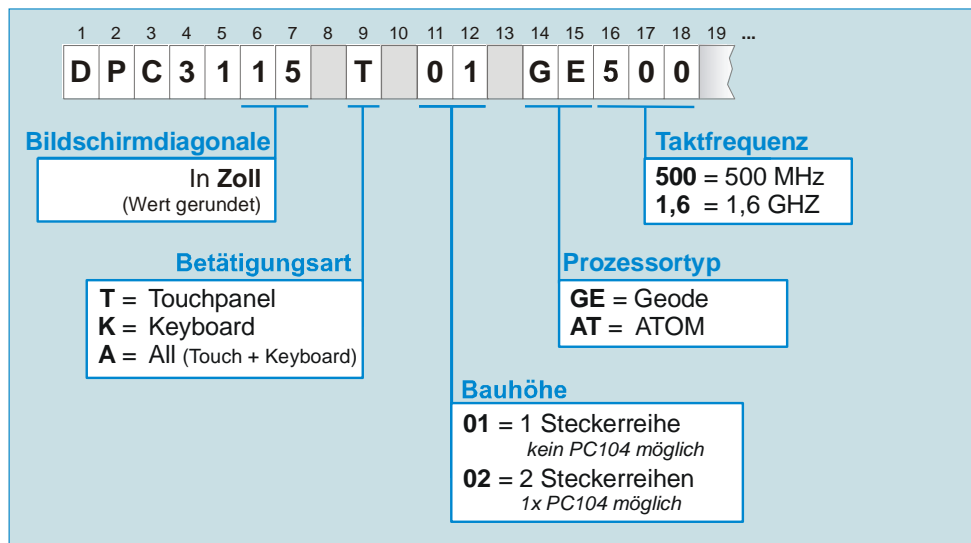 1 2 3 4 5 6 7 8 9 10 11 12 13 14 15 16 17 18 19 ...
D P C 3 1 1 5 T 0 1 G E 5 0 0
Bildschirmdiagonale
In Zoll
(Wert gerundet)
Taktfrequenz
500 = 500 MHz
1,6 = 1,6 GHZ
Betätigungsart
T = Touchpanel
K = Keyboard
A = All (Touch + Keyboard)
Prozessortyp
GE = Geode
AT = ATOM
Bauhöhe
01 = 1 Steckerreihe
kein PC104 möglich
02 = 2 Steckerreihen
1x PC104 möglich